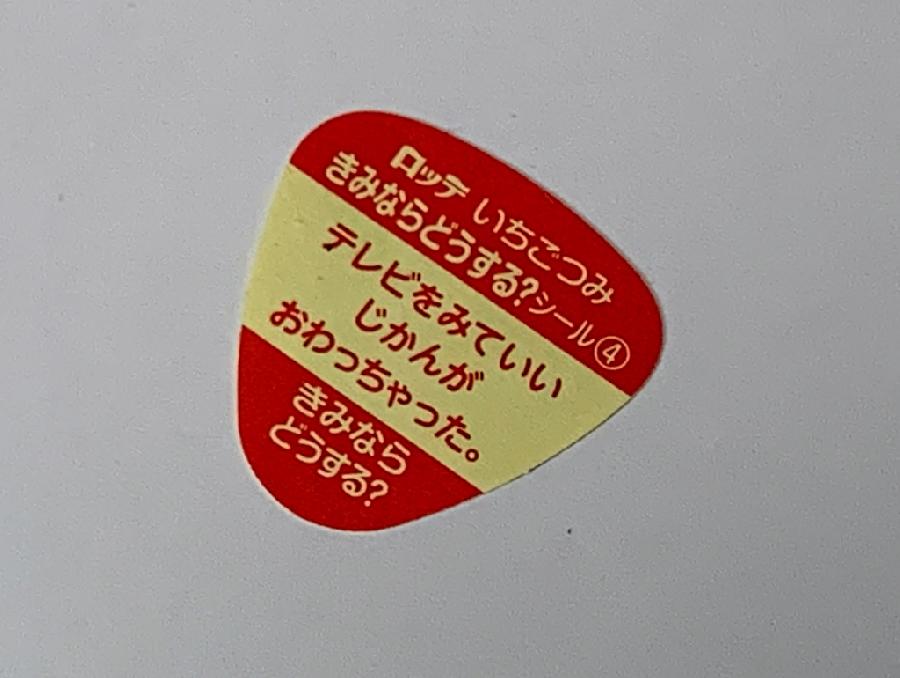 ロッテ いちごつみ
きみならどうする?シール④
テレビをみていい
じかんが
おわっちゃった。
きみなら
どうする?